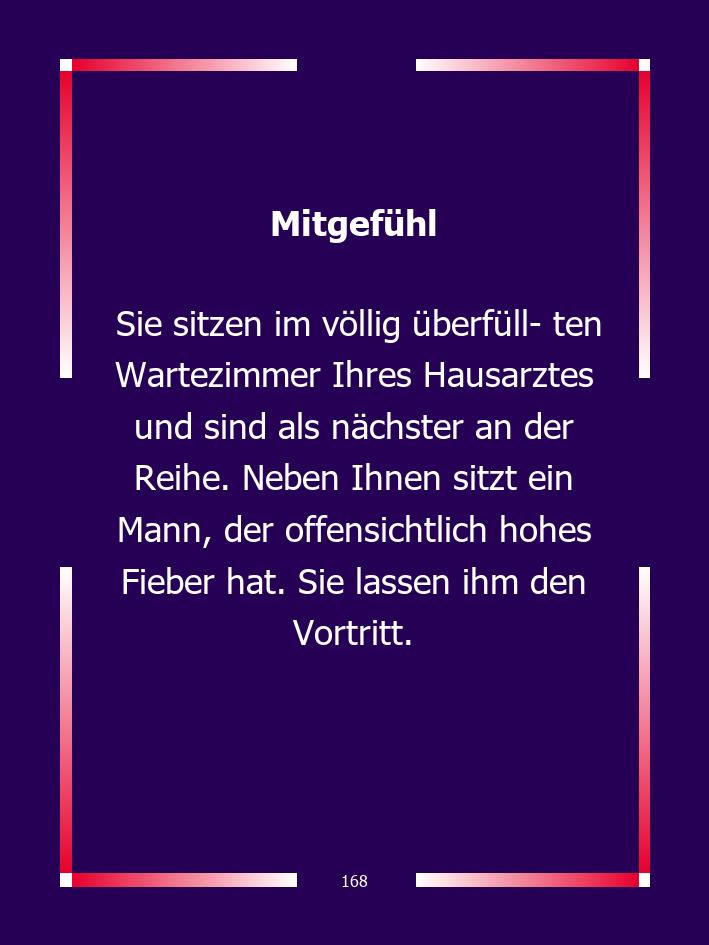 Mitgefühl
Sie sitzen im völlig überfüll- ten
Wartezimmer Ihres Hausarztes
und sind als nächster an der
Reihe. Neben Ihnen sitzt ein
Mann, der offensichtlich hohes
Fieber hat. Sie lassen ihm den
Vortritt.
168